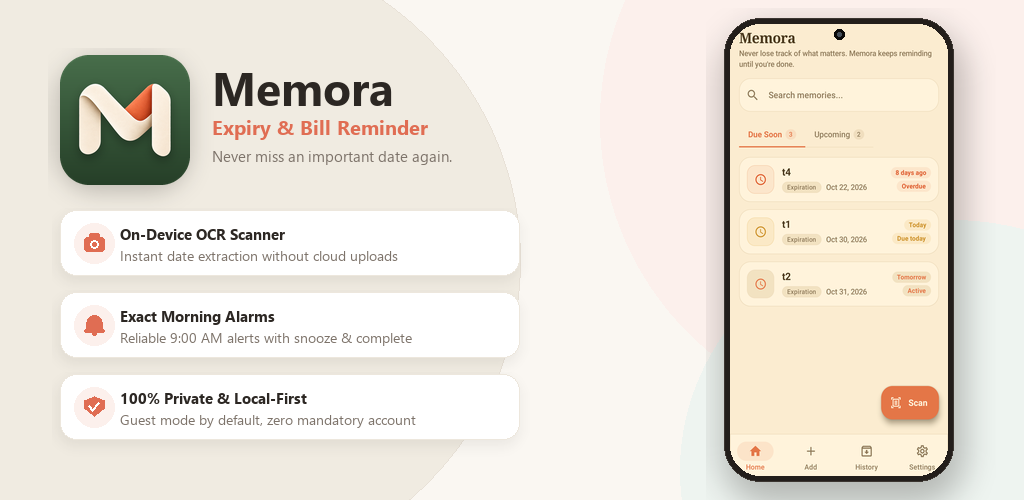 Memora
Expiry & Bill Reminder
Never miss an important date again.
On-Device OCR Scanner
Instant date extraction without cloud uploads
Exact Morning Alarms
Reliable 9:00 AM alerts with snooze & complete
100% Private & Local-First
Guest mode by default, zero mandatory account
Memora
Never lose track of what matters. Memora keeps reminding
until you're done.
Search memories...
Due Soon 3 Upcoming 2
t4 8 days ago
Expiration Oct 22, 2026 Overdue
t1 Today
Expiration Oct 30, 2026 Due today
t2 Tomorrow
Expiration Oct 31, 2026 Active
Scan
Home Add History Settings